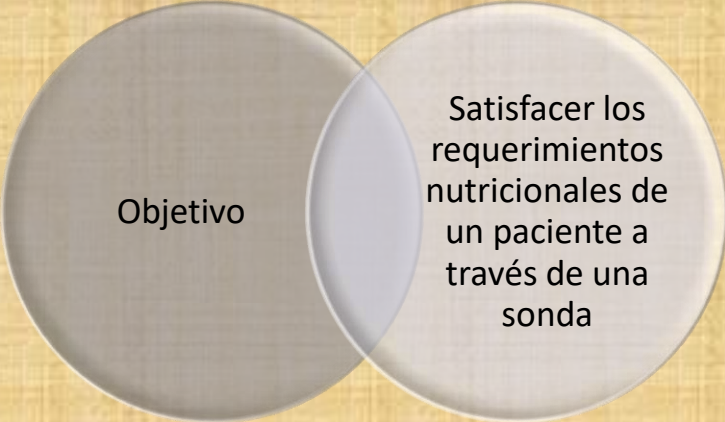 Objetivo
Satisfacer los
requerimientos
nutricionales de
un paciente a
través de una
sonda